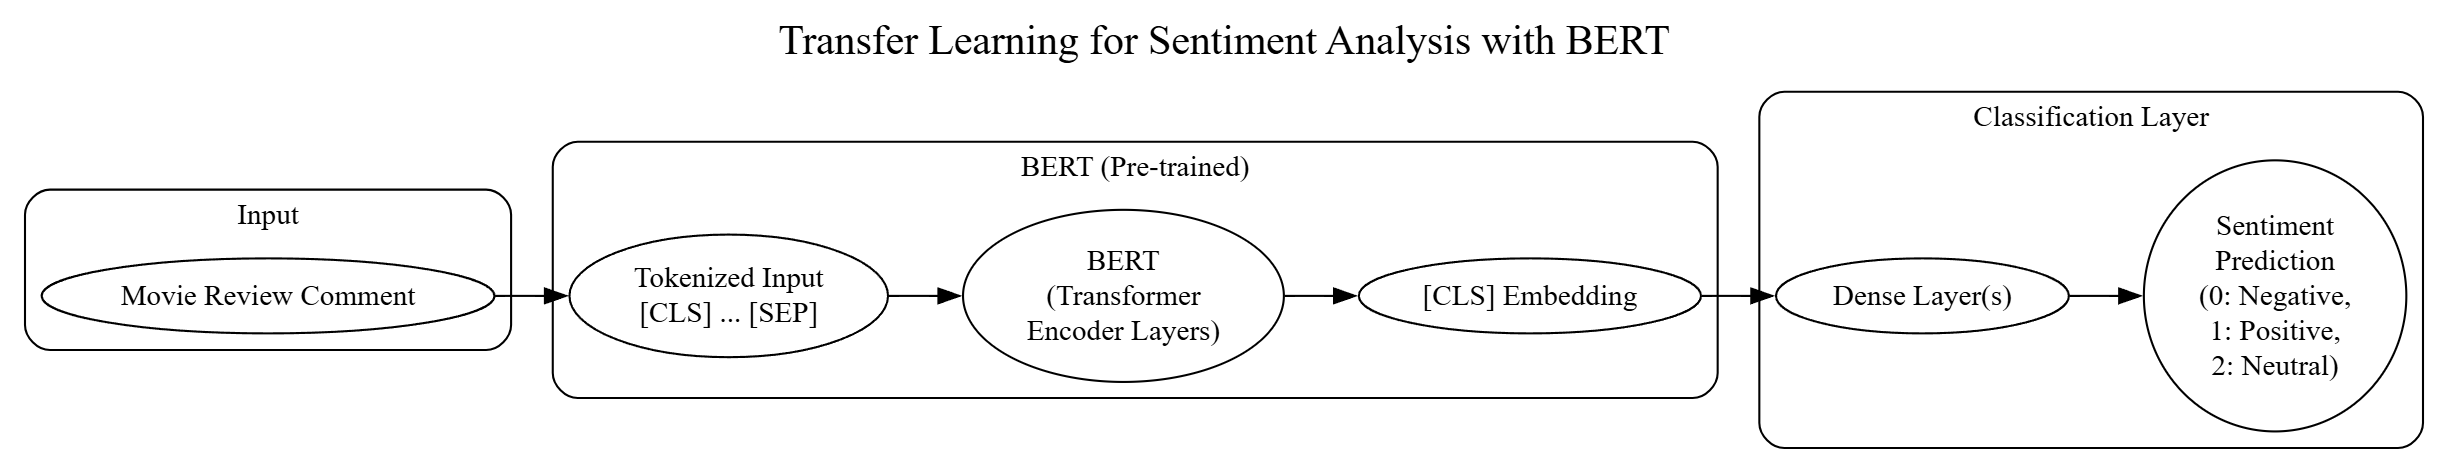 Transfer Learning for Sentiment Analysis with BERT
Input
Movie Review Comment
BERT (Pre-trained)
Tokenized Input
[CLS] ... [SEP]
BERT
(Transformer
Encoder Layers)
[CLS] Embedding
Classification Layer
Dense Layer(s)
Sentiment
Prediction
(0: Negative,
1: Positive,
2: Neutral)